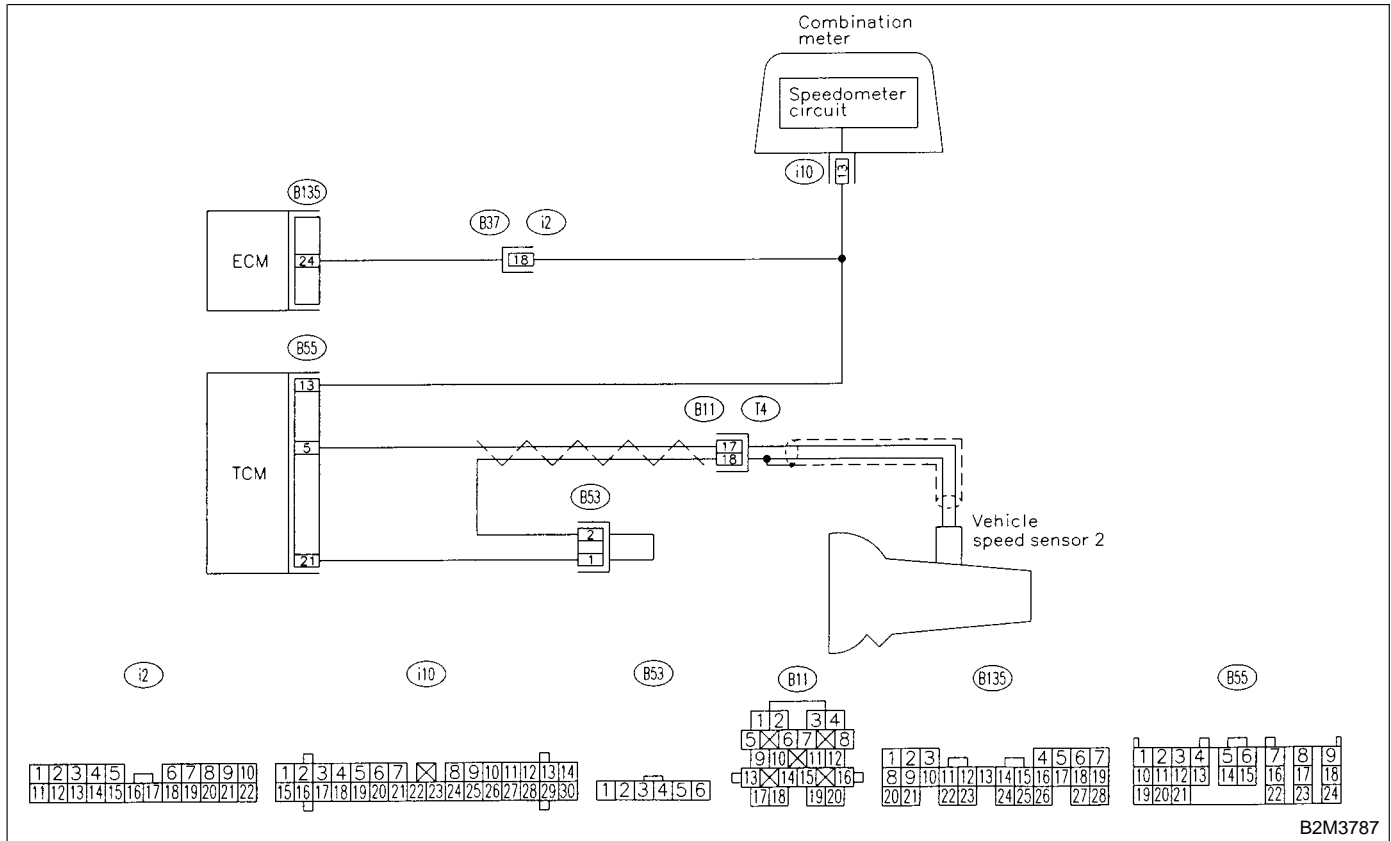 Combination
meter
Speedometer
circuit
i10
13
B135
B37
i2
ECM
24
18
B55
13
B11
T4
5
17
18
TCM
B53
2
1
21
Vehicle
speed sensor 2
i2
i10
B53
B11
B135
B55
1 2 3 4 5 6 7 8 9 10
11 12 13 14 15 16 17 18 19 20 21 22
1 2 3 4 5 6 7 8 9 10 11 12 13 14
15 16 17 18 19 20 21 22 23 24 25 26 27 28 29 30
1 2 3 4 5 6
1 2 3 4
5 6 7 8
9 10 11 12
13 14 15 16
17 18 19 20
1 2 3 4 5 6 7
8 9 10 11 12 13 14 15 16 17 18 19
20 21 22 23 24 25 26 27 28
1 2 3 4 5 6 7 8 9
10 11 12 13 14 15 16 17 18
19 20 21 22 23 24
B2M3787